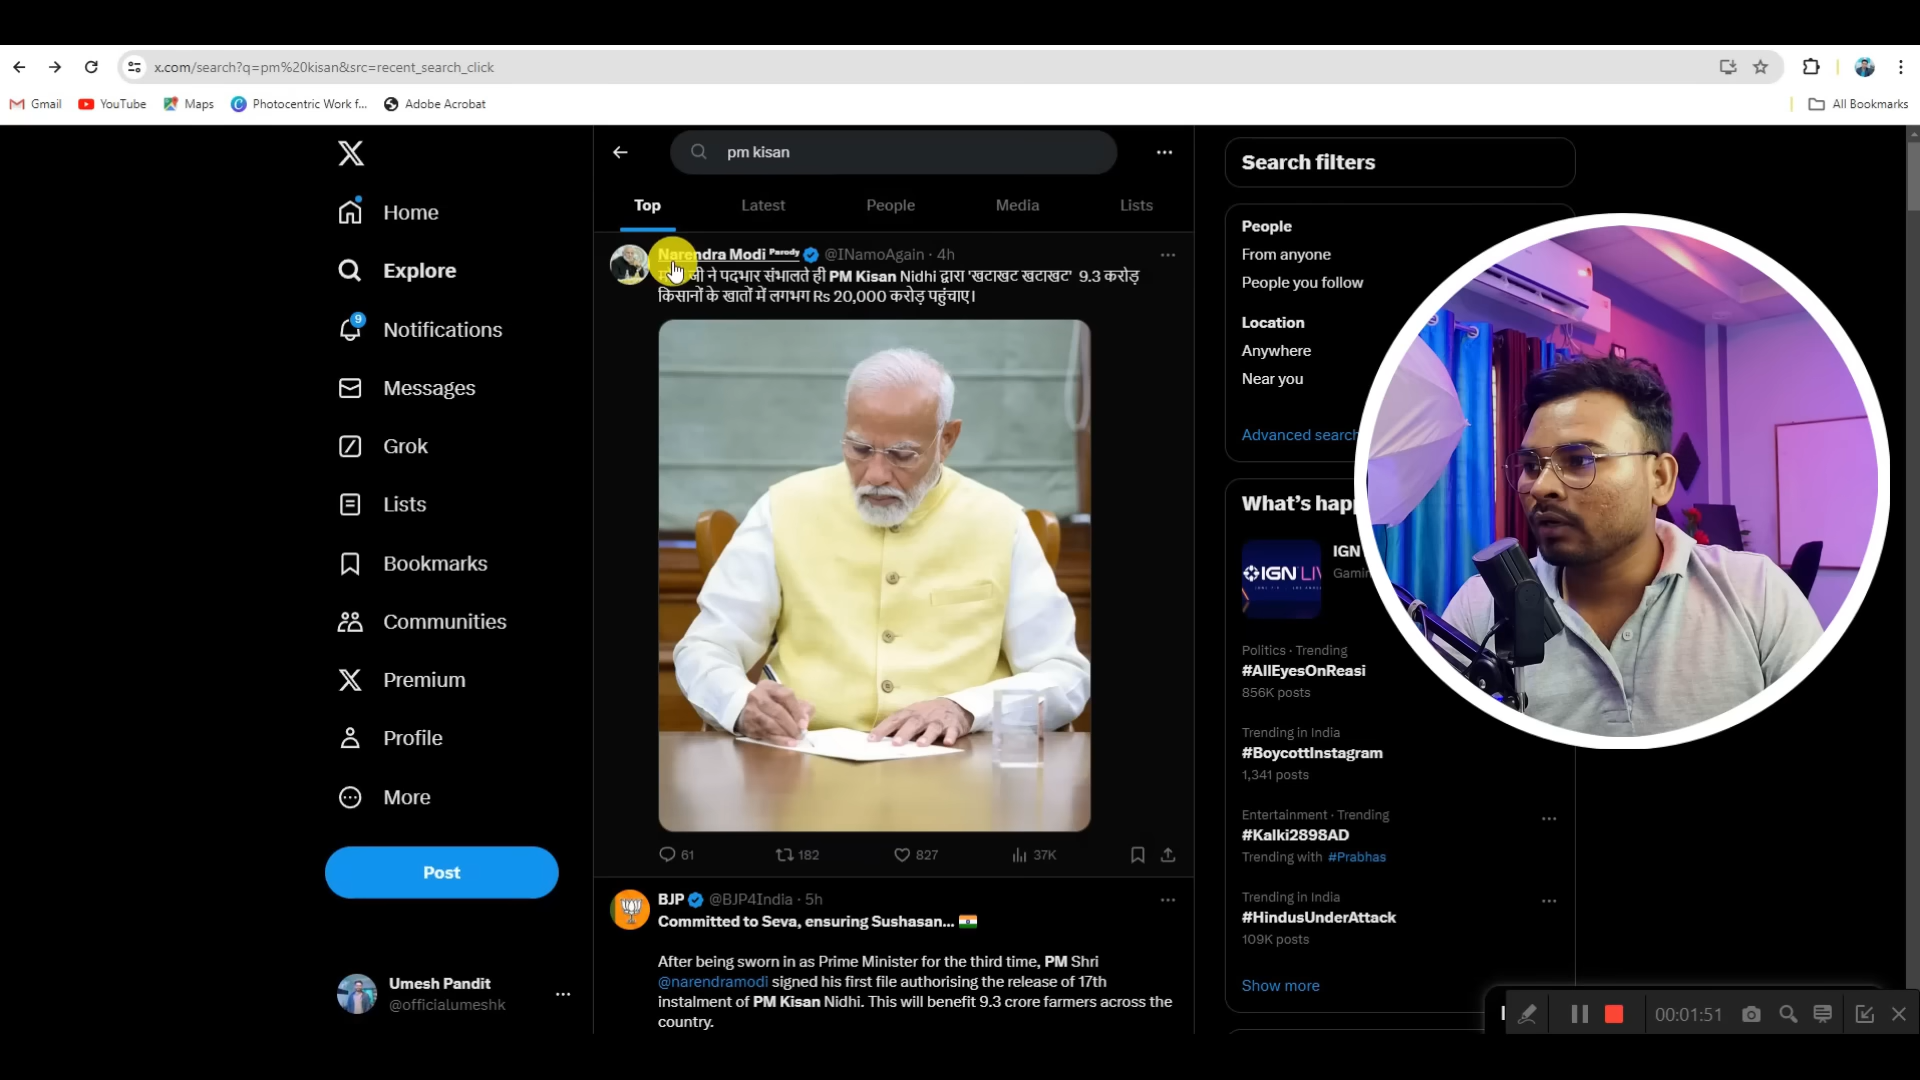 x.com/search?q=pm%20kisan&src=recent_search_click
Gmail
YouTube
Maps
Photocentric Work f...
Adobe Acrobat
All Bookmarks
Home
Explore
9
Notifications
Messages
Grok
Lists
Bookmarks
Communities
Premium
Profile
More
Post
Umesh Pandit
@officialumeshk
pm kisan
Top
Latest
People
Media
Lists
Narendra Modi Parody @INamoAgain · 4h
जी ने पदभार संभालते ही PM Kisan Nidhi द्वारा 'खटाखट खटाखट' 9.3 करोड़
किसानों के खातों में लगभग Rs 20,000 करोड़ पहुंचाए।
61
182
827
37K
BJP @BJP4India · 5h
Committed to Seva, ensuring Sushasan...
After being sworn in as Prime Minister for the third time, PM Shri
@narendramodi signed his first file authorising the release of 17th
instalment of PM Kisan Nidhi. This will benefit 9.3 crore farmers across the
country.
Search filters
People
From anyone
People you follow
Location
Anywhere
Near you
Advanced search
What's
IGN
IGN
Politics · Trending
#AllEyesOnReasi
856K posts
Trending in India
#BoycottInstagram
1,341 posts
Entertainment · Trending
#Kalki2898AD
Trending with #Prabhas
Trending in India
#HindusUnderAttack
109K posts
Show more
00:01:51